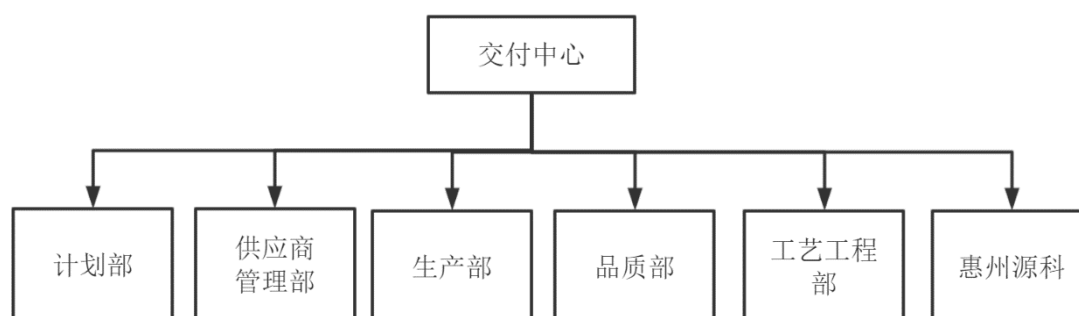 交付中心
计划部
供应商
管理部
生产部
品质部
工艺工程
部
惠州源科